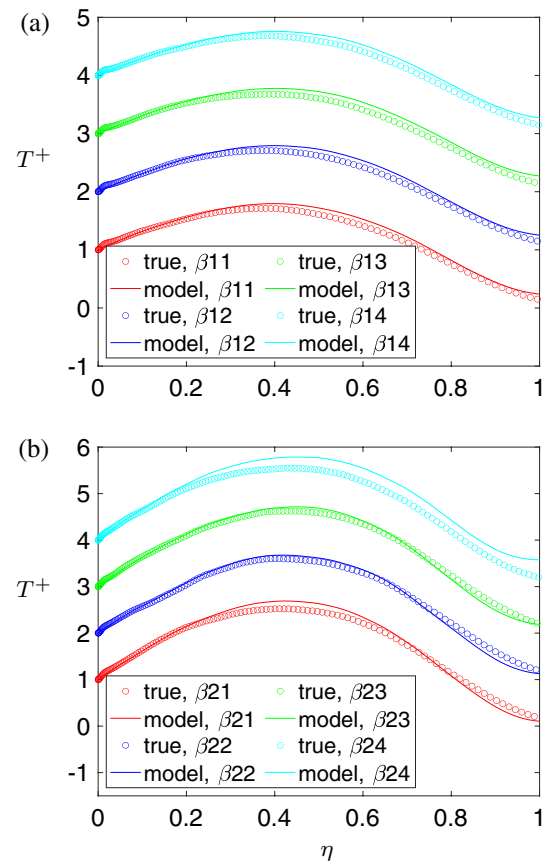 (a)
5
4
3
T+
2
1
0
-1
true, β11 true, β13
model, β11 model, β13
true, β12 true, β14
model, β12 model, β14
0 0.2 0.4 0.6 0.8 1
(b)
6
5
4
T+
3
2
1
0
-1
true, β21 true, β23
model, β21 model, β23
true, β22 true, β24
model, β22 model, β24
0 0.2 0.4 0.6 0.8 1
η